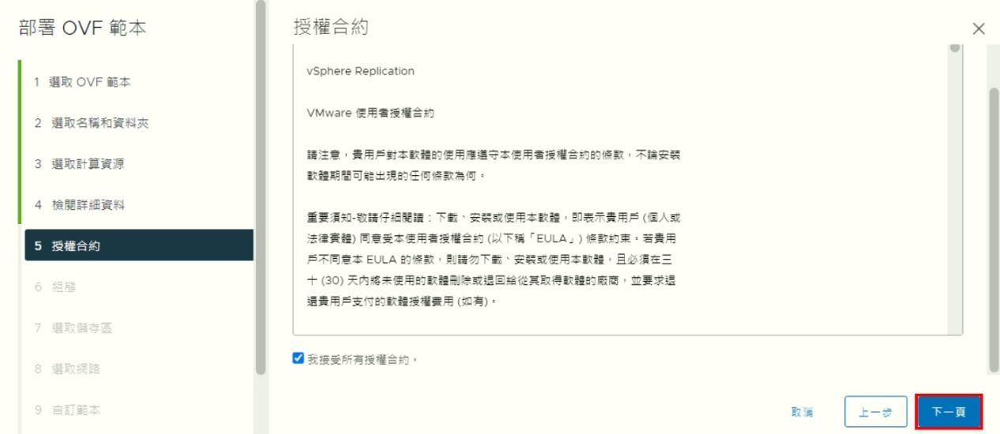 部署 OVF 範本
1 選取 OVF 範本
2 選取名稱和資料夾
3 選取計算資源
4 檢閱詳細資料
5 授權合約
6 組態
7 選取儲存區
8 選取網路
9 自訂範本
授權合約
vSphere Replication
VMware 使用者授權合約
請注意，貴用戶對本軟體的使用應遵守本使用者授權合約的條款，不論安裝
軟體期間可能出現的任何條款為何。
重要須知-敬請仔細閱讀：下載、安裝或使用本軟體，即表示貴用戶 (個人或
法律實體) 同意受本使用者授權合約 (以下稱「EULA」) 條款約束。若貴用
戶不同意本 EULA 的條款，則請勿下載、安裝或使用本軟體，且必須在三
十 (30) 天內將未使用的軟體刪除或退回給從其取得軟體的廠商，並要求退
還貴用戶支付的軟體授權費用 (如有)。
我接受所有授權合約。
取消
上一步
下一頁